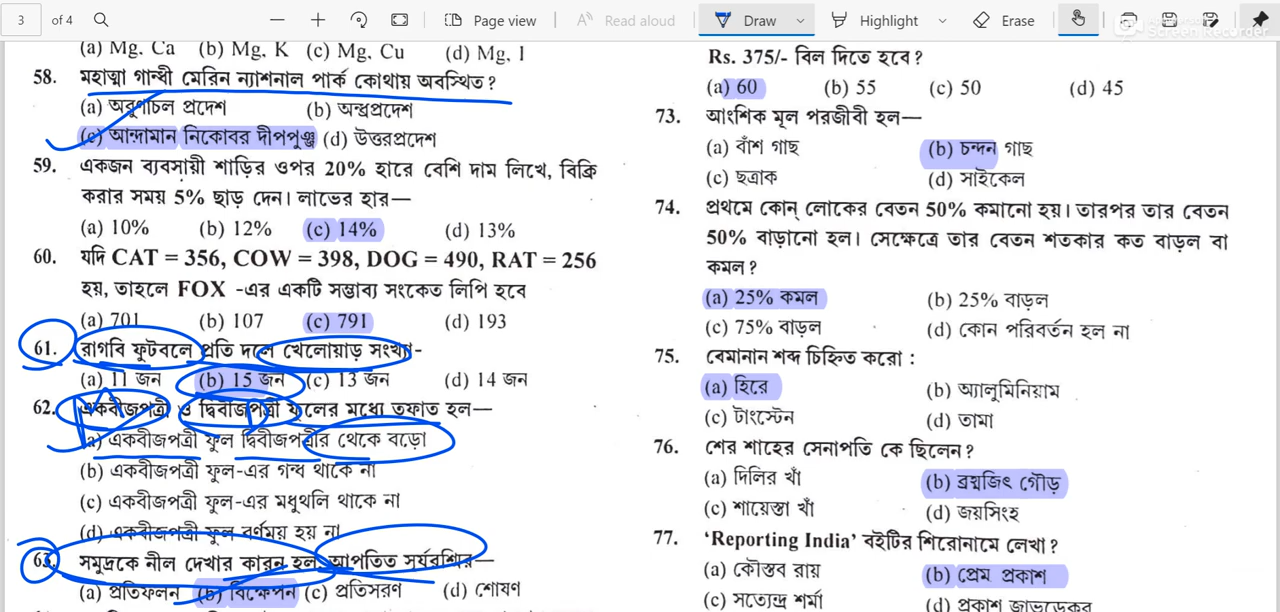 3 of 4 Page view Read aloud Draw Highlight Erase
Screen Recorder
(a) Mg, Ca (b) Mg, K (c) Mg, Cu (d) Mg, I
58. মহাত্মা গান্ধী মেরিন ন্যাশনাল পার্ক কোথায় অবস্থিত?
(a) অরুণাচল প্রদেশ (b) অন্ধ্রপ্রদেশ
(c) আন্দামান নিকোবর দীপপুঞ্জ (d) উত্তরপ্রদেশ
59. একজন ব্যবসায়ী শাড়ির ওপর 20% হারে বেশি দাম লিখে, বিক্রি
করার সময় 5% ছাড় দেন। লাভের হার—
(a) 10% (b) 12% (c) 14% (d) 13%
60. যদি CAT = 356, COW = 398, DOG = 490, RAT = 256
হয়, তাহলে FOX -এর একটি সম্ভাব্য সংকেত লিপি হবে
(a) 701 (b) 107 (c) 791 (d) 193
61. রাগবি ফুটবলে প্রতি দলে খেলোয়াড় সংখ্যা-
(a) 11 জন (b) 15 জন (c) 13 জন (d) 14 জন
62. একবীজপত্রী ও দ্বিবীজপত্রী ফুলের মধ্যে তফাত হল—
(a) একবীজপত্রী ফুল দ্বিবীজপত্রীর থেকে বড়ো
(b) একবীজপত্রী ফুল-এর গন্ধ থাকে না
(c) একবীজপত্রী ফুল-এর মধুথলি থাকে না
(d) একবীজপত্রী ফুল বর্ণময় হয় না
63. সমুদ্রকে নীল দেখার কারন হল আপতিত সূর্যরশ্মির—
(a) প্রতিফলন (b) বিক্ষেপন (c) প্রতিসরণ (d) শোষণ
Rs. 375/- বিল দিতে হবে?
(a) 60 (b) 55 (c) 50 (d) 45
73. আংশিক মূল পরজীবী হল—
(a) বাঁশ গাছ (b) চন্দন গাছ
(c) ছত্রাক (d) সাইকেল
74. প্রথমে কোন্ লোকের বেতন 50% কমানো হয়। তারপর তার বেতন
50% বাড়ানো হল। সেক্ষেত্রে তার বেতন শতকার কত বাড়ল বা
কমল?
(a) 25% কমল (b) 25% বাড়ল
(c) 75% বাড়ল (d) কোন পরিবর্তন হল না
75. বেমানান শব্দ চিহ্নিত করো :
(a) হিরে (b) অ্যালুমিনিয়াম
(c) টাংস্টেন (d) তামা
76. শের শাহের সেনাপতি কে ছিলেন?
(a) দিলির খাঁ (b) ব্রহ্মজিৎ গৌড়
(c) শায়েস্তা খাঁ (d) জয়সিংহ
77. ‘Reporting India’ বইটির শিরোনামে লেখা?
(a) কৌস্তব রায় (b) প্রেম প্রকাশ
(c) সত্যেন্দ্র শর্মা (d) প্রকাশ জাভড়েকর